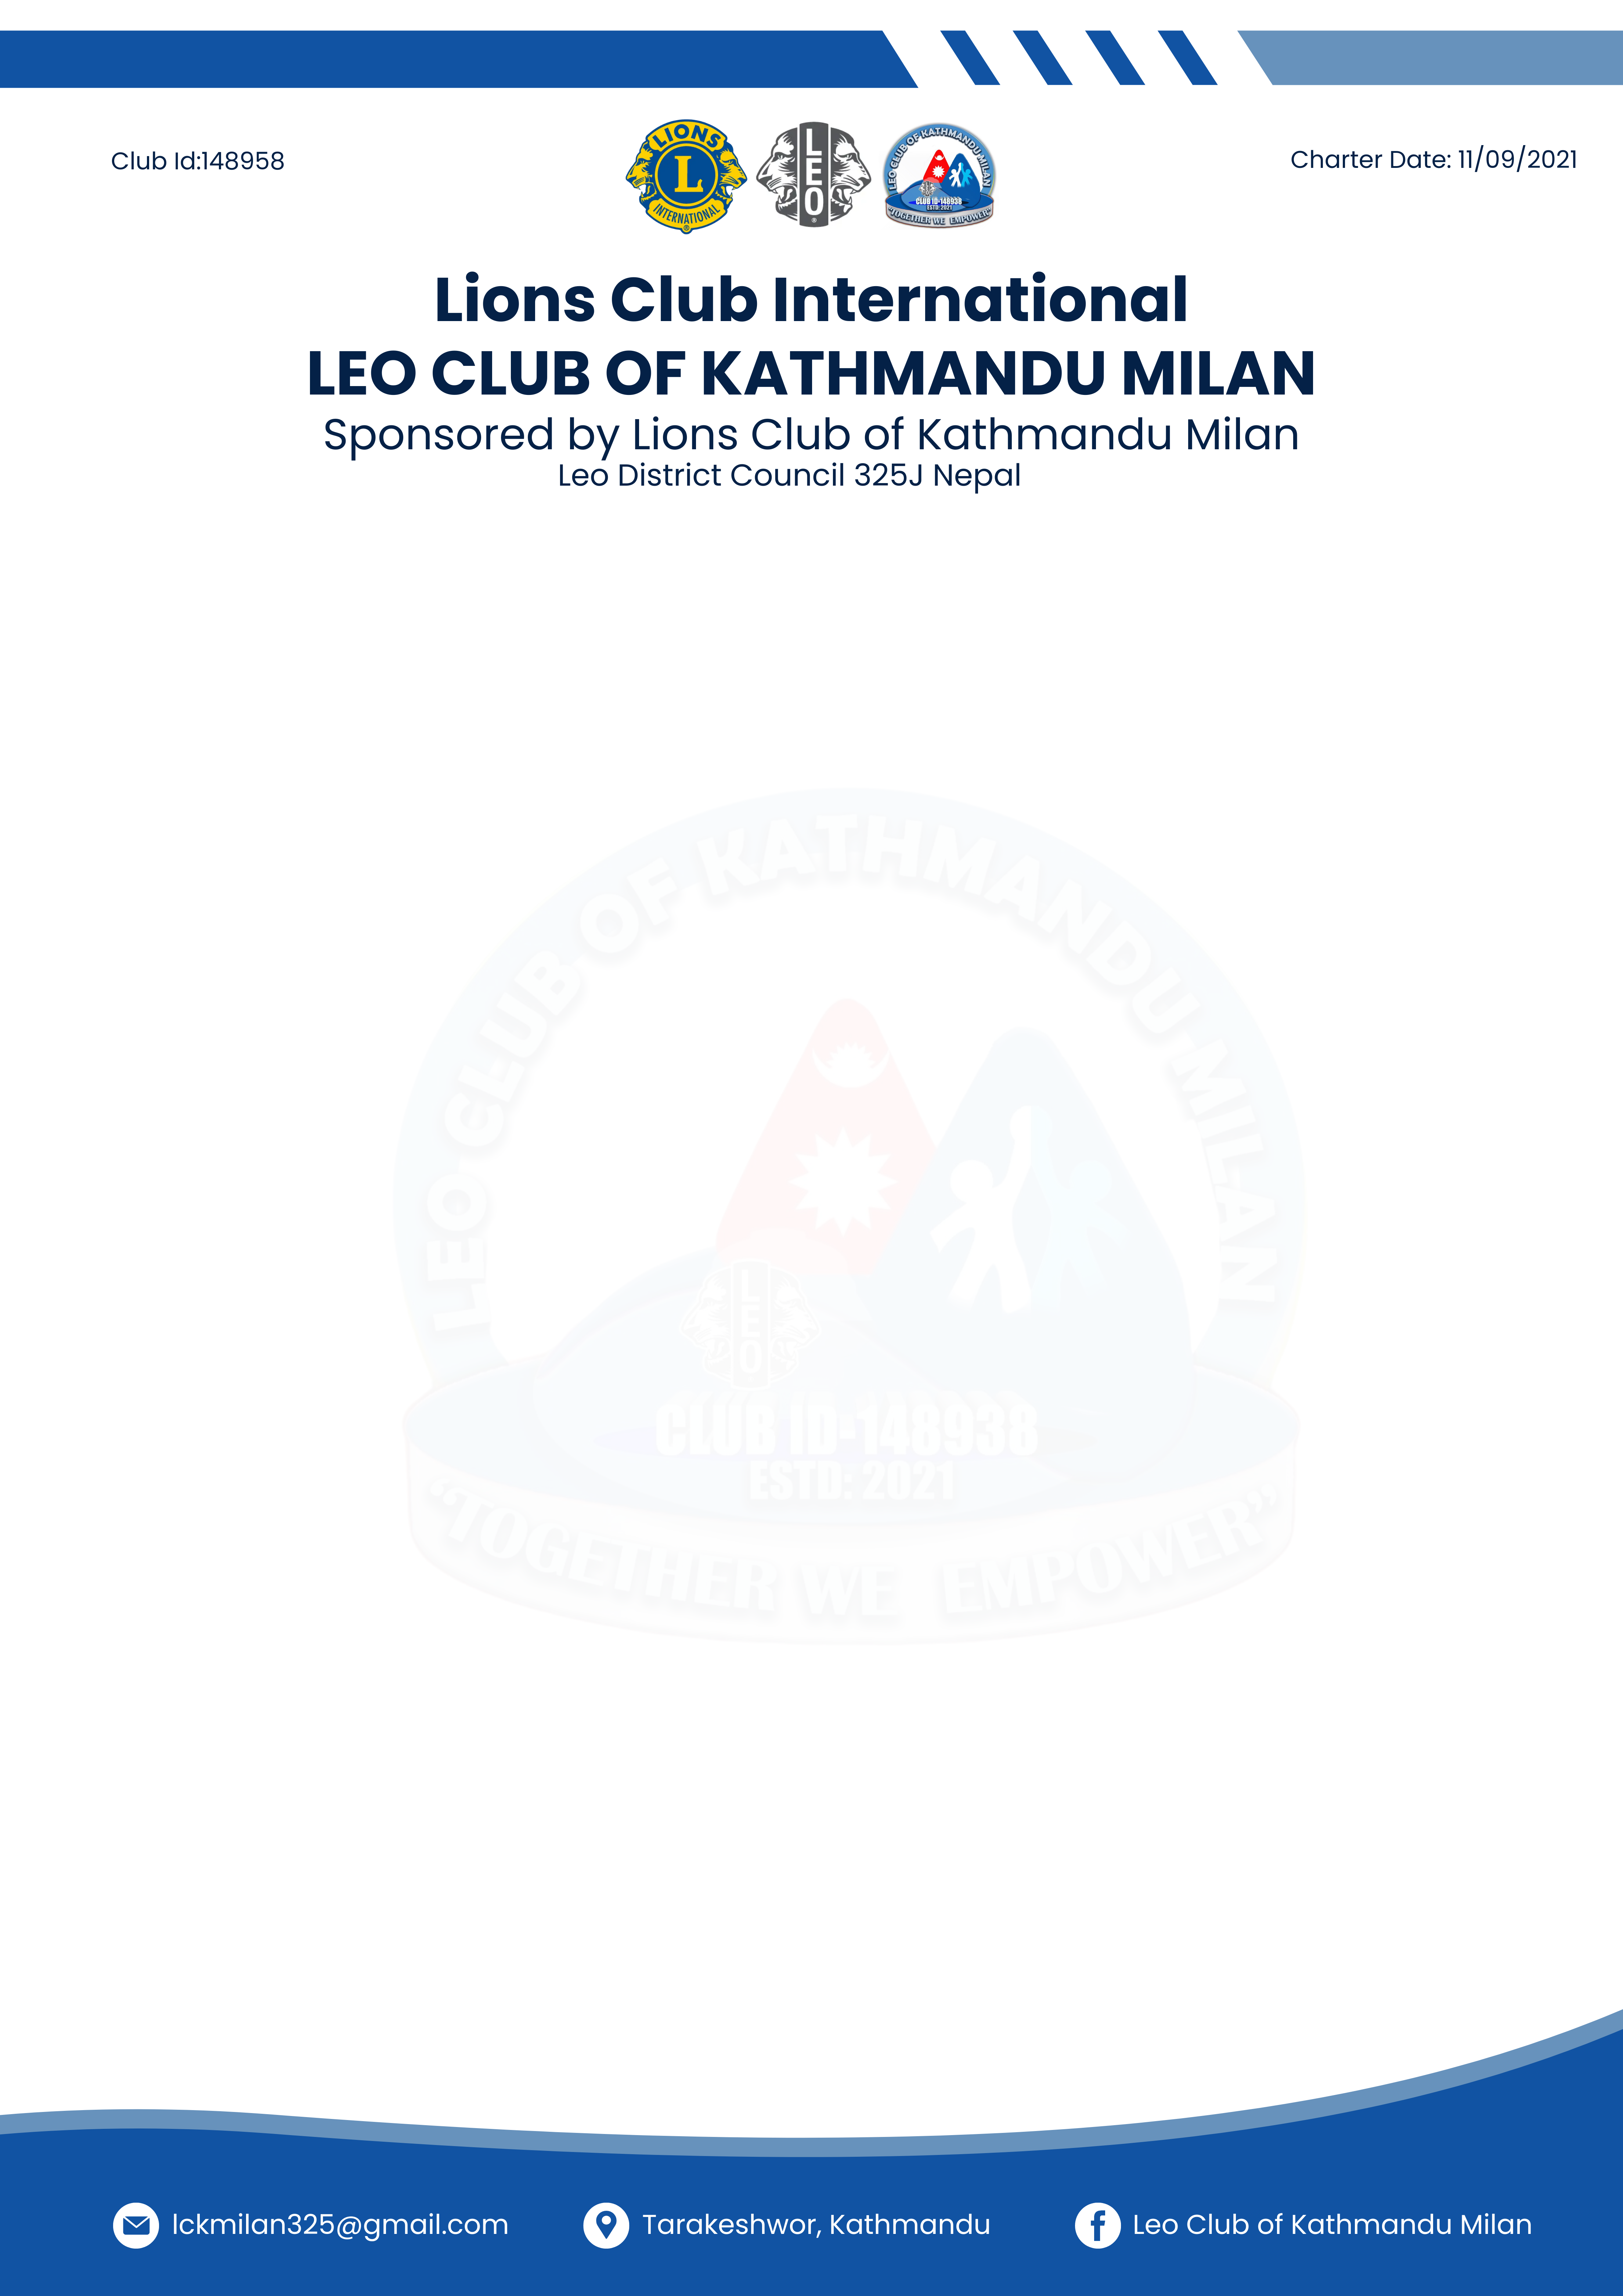 Club Id:148958
Charter Date: 11/09/2021
LIONS
L
INTERNATIONAL
®
LEO
®
LEO CLUB OF KATHMANDU MILAN
CLUB ID-148938
ESTD: 2021
"TOGETHER WE EMPOWER"
Lions Club International
LEO CLUB OF KATHMANDU MILAN
Sponsored by Lions Club of Kathmandu Milan
Leo District Council 325J Nepal
LEO CLUB OF KATHMANDU MILAN
LEO
CLUB ID-148938
ESTD: 2021
“TOGETHER WE EMPOWER”
lckmilan325@gmail.com
Tarakeshwor, Kathmandu
Leo Club of Kathmandu Milan